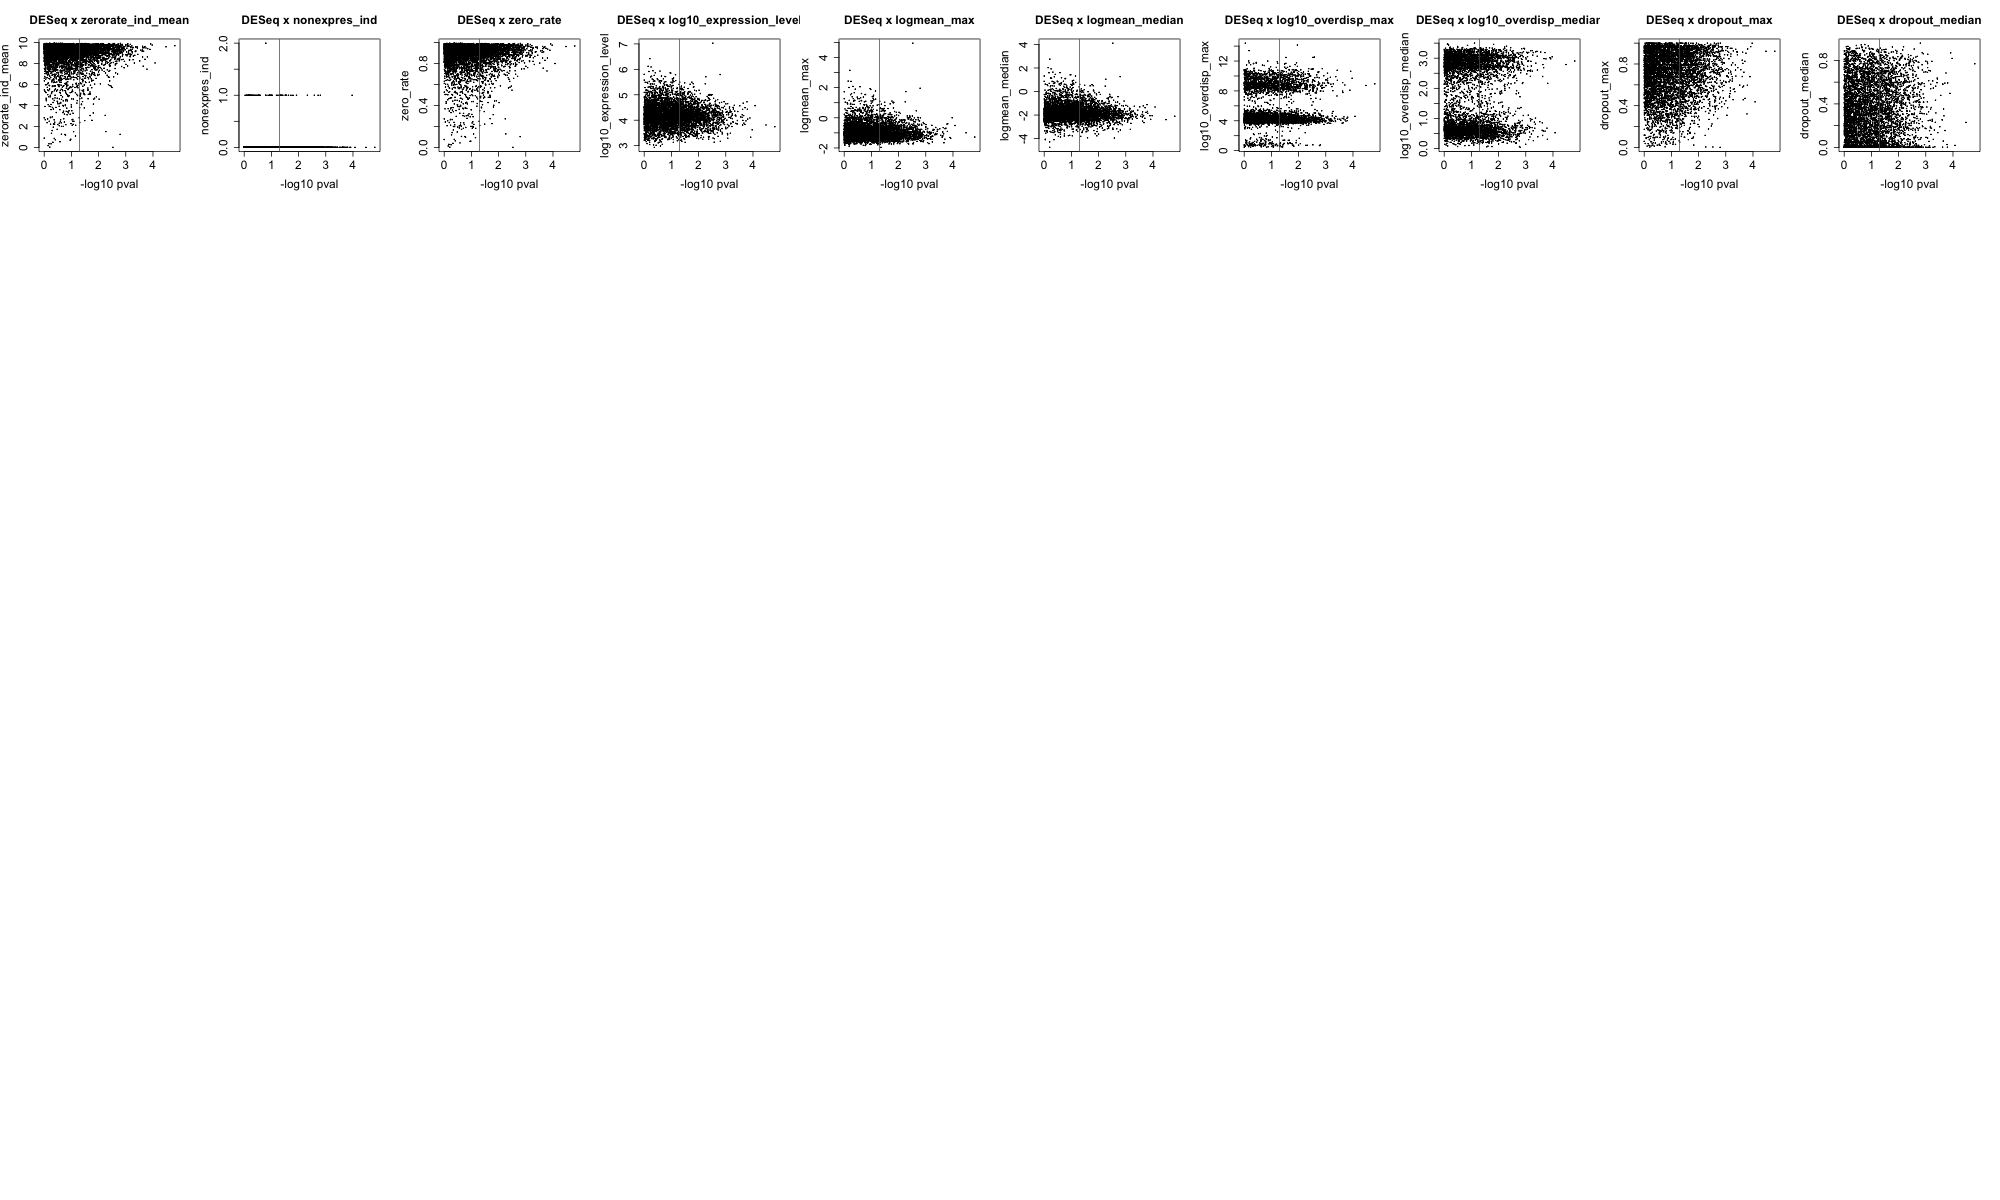 DESeq x zerorate_ind_mean
zerorate_ind_mean
10
8
6
4
2
0
0 1 2 3 4
-log10 pval
DESeq x nonexpres_ind
nonexpres_ind
2.0
1.0
0.0
0 1 2 3 4
-log10 pval
DESeq x zero_rate
zero_rate
0.8
0.4
0.0
0 1 2 3 4
-log10 pval
DESeq x log10_expression_level
log10_expression_level
7
6
5
4
3
0 1 2 3 4
-log10 pval
DESeq x logmean_max
logmean_max
4
2
0
-2
0 1 2 3 4
-log10 pval
DESeq x logmean_median
logmean_median
4
2
0
-2
-4
0 1 2 3 4
-log10 pval
DESeq x log10_overdisp_max
log10_overdisp_max
12
8
4
0
0 1 2 3 4
-log10 pval
DESeq x log10_overdisp_median
log10_overdisp_median
3.0
2.0
1.0
0.0
0 1 2 3 4
-log10 pval
DESeq x dropout_max
dropout_max
0.8
0.4
0.0
0 1 2 3 4
-log10 pval
DESeq x dropout_median
dropout_median
0.8
0.4
0.0
0 1 2 3 4
-log10 pval